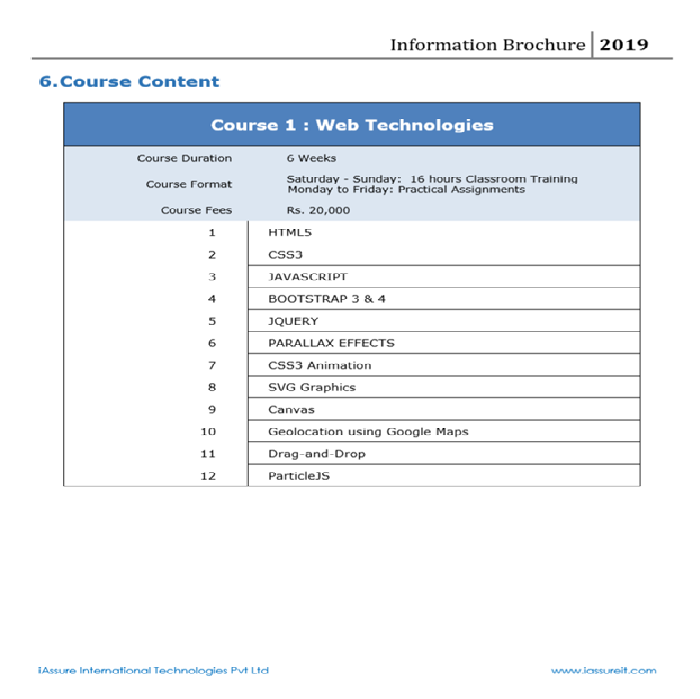 Information Brochure 2019
6.Course Content
Course 1 : Web Technologies
Course Duration 6 Weeks
Course Format Saturday - Sunday: 16 hours Classroom Training
Monday to Friday: Practical Assignments
Course Fees Rs. 20,000
1 HTML5
2 CSS3
3 JAVASCRIPT
4 BOOTSTRAP 3 & 4
5 JQUERY
6 PARALLAX EFFECTS
7 CSS3 Animation
8 SVG Graphics
9 Canvas
10 Geolocation using Google Maps
11 Drag-and-Drop
12 ParticleJS
iAssure International Technologies Pvt Ltd www.iassureit.com